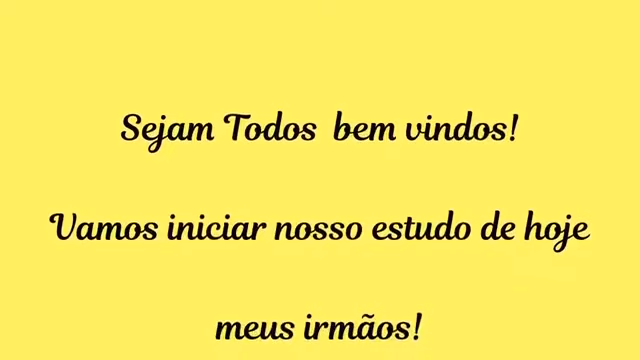 Sejam Todos bem vindos!
Vamos iniciar nosso estudo de hoje
meus irmãos!